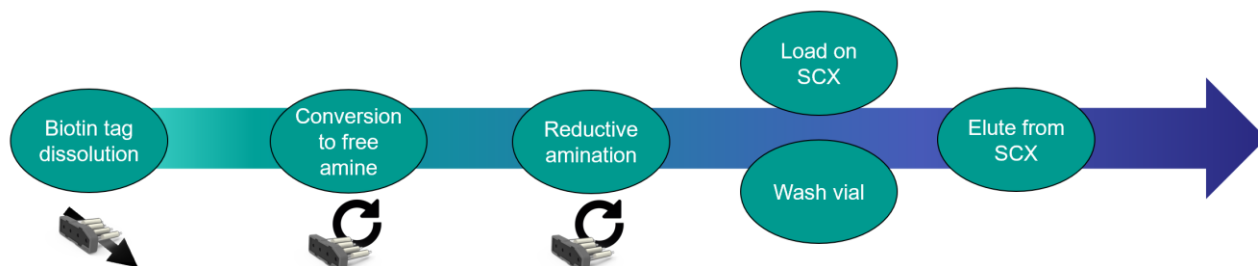 Biotin tag
dissolution
Conversion
to free
amine
Reductive
amination
Load on
SCX
Wash vial
Elute from
SCX